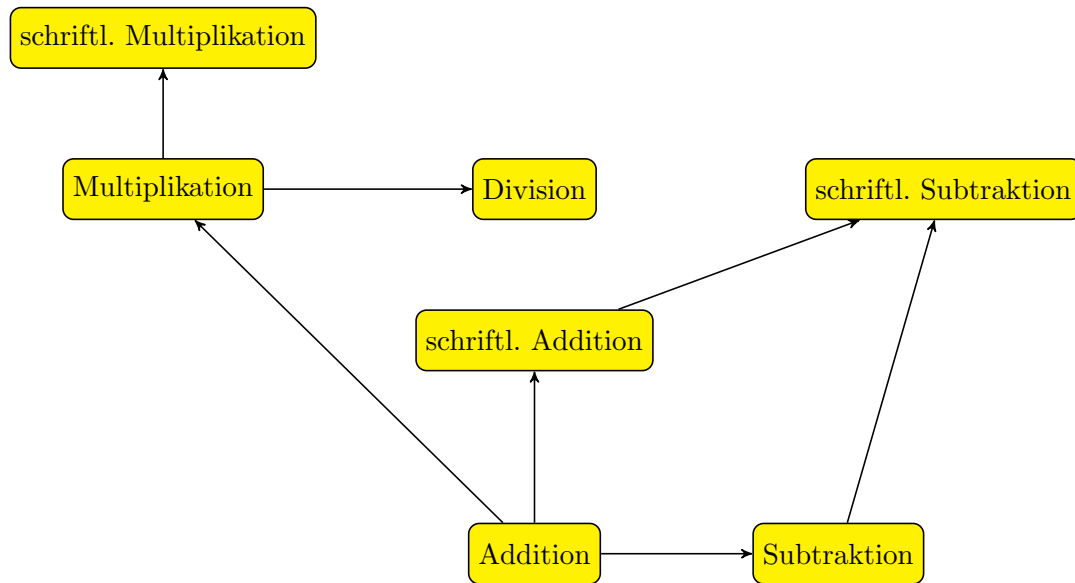 schriftl. Multiplikation
Multiplikation
Division
schriftl. Subtraktion
schriftl. Addition
Addition
Subtraktion